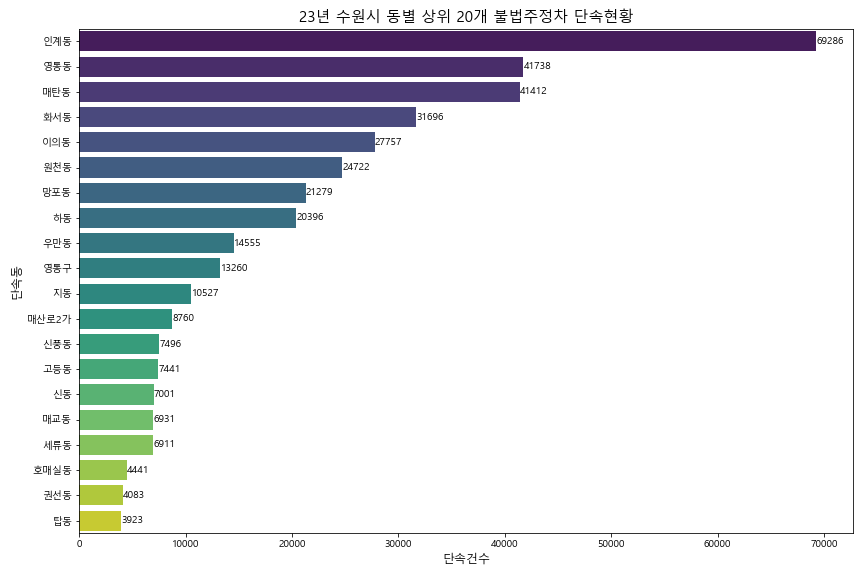 23년 수원시 동별 상위 20개 불법주정차 단속현황
인계동 69286
영통동 41738
매탄동 41412
화서동 31696
이의동 27757
원천동 24722
망포동 21279
하동 20396
우만동 14555
영통구 13260
지동 10527
매산로2가 8760
신풍동 7496
고등동 7441
신동 7001
매교동 6931
세류동 6911
호매실동 4441
권선동 4083
탑동 3923
단속동
0 10000 20000 30000 40000 50000 60000 70000
단속건수